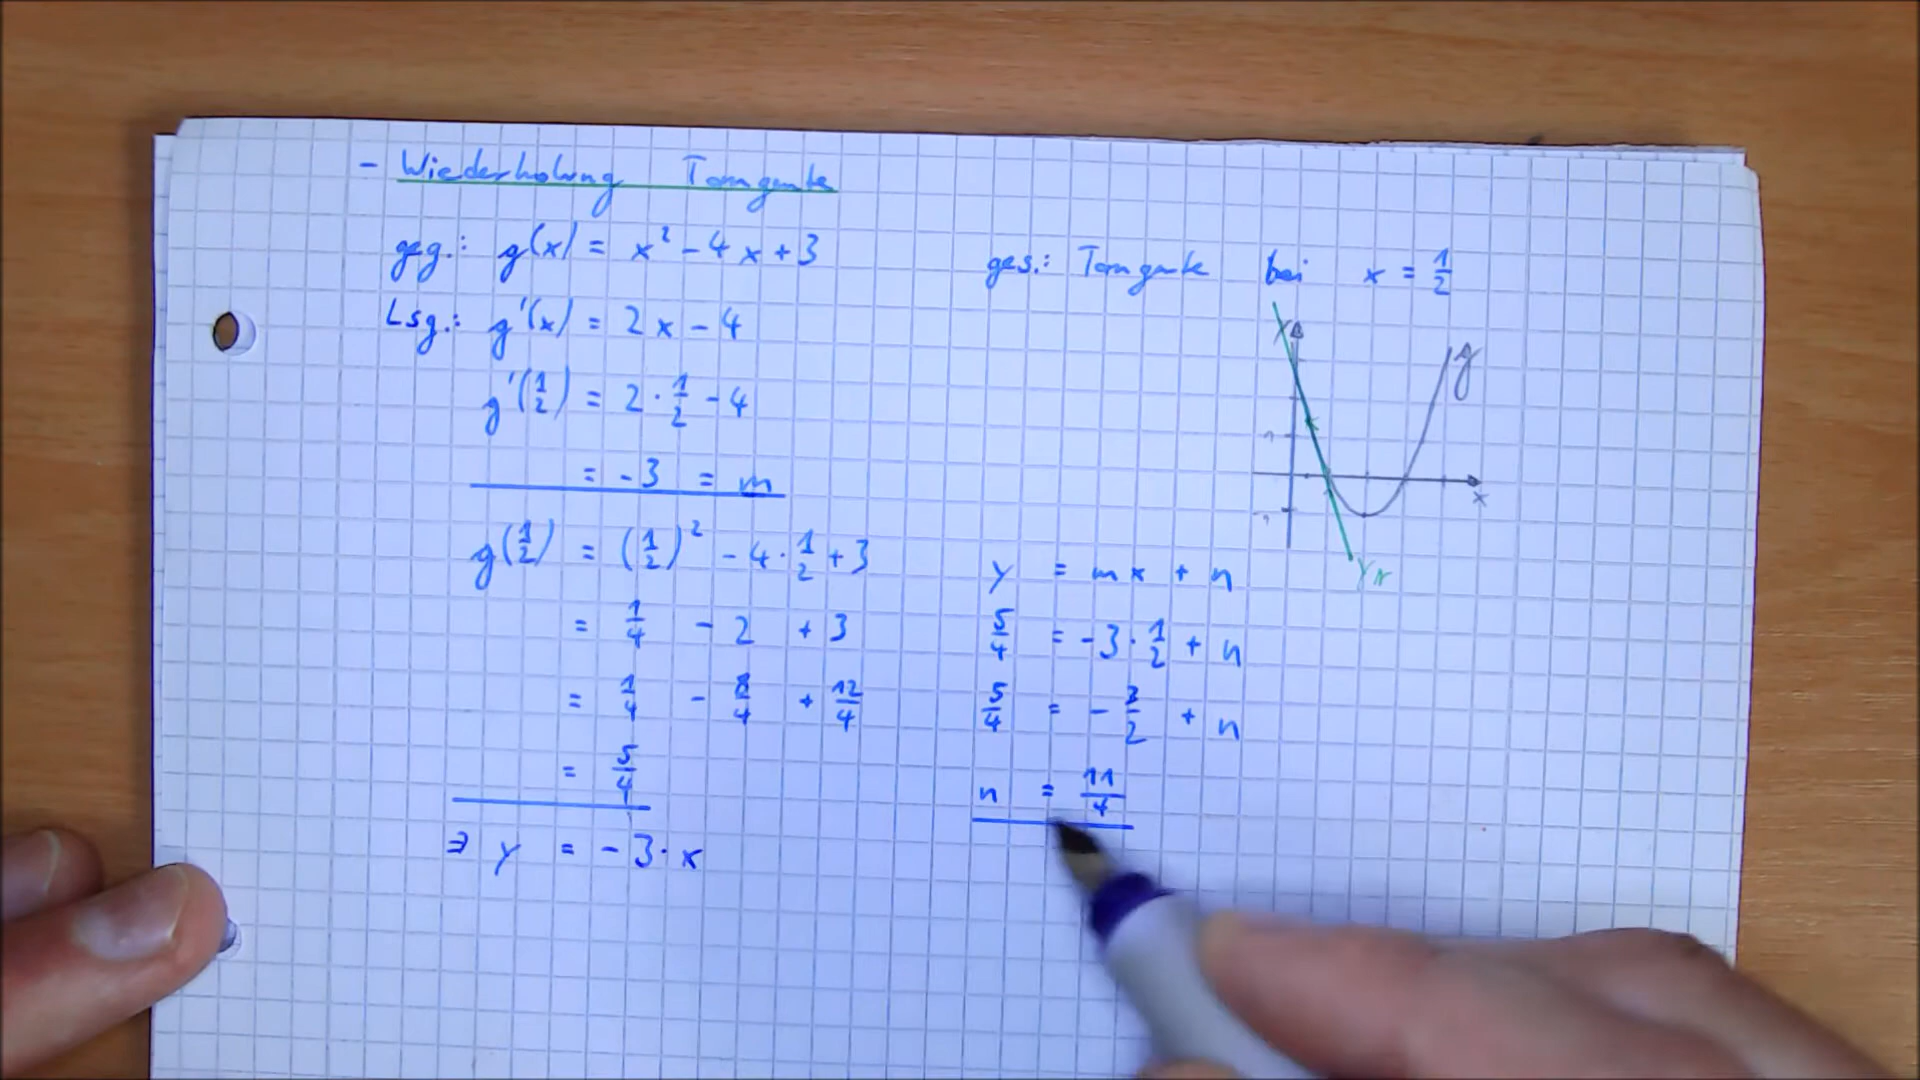 - Wiederholung Tangente
geg.: g(x) = x² - 4x + 3
ges.: Tangente bei x = 1/2
Lsg.: g'(x) = 2x - 4
g'(1/2) = 2 · 1/2 - 4
= -3 = m
g(1/2) = (1/2)² - 4 · 1/2 + 3
= 1/4 - 2 + 3
= 1/4 - 8/4 + 12/4
= 5/4
⇒ y = -3 · x
y
g
1
x
-1
y = mx + n
5/4 = -3 · 1/2 + n
5/4 = - 3/2 + n
n = 11/4